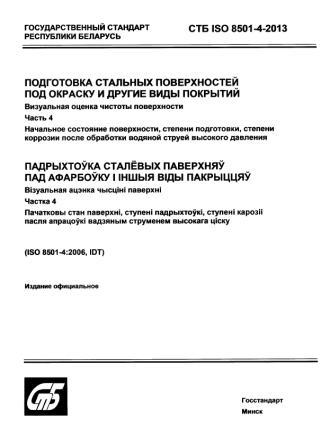 ГОСУДАРСТВЕННЫЙ СТАНДАРТ
РЕСПУБЛИКИ БЕЛАРУСЬ
СТБ ISO 8501-4-2013
ПОДГОТОВКА СТАЛЬНЫХ ПОВЕРХНОСТЕЙ
ПОД ОКРАСКУ И ДРУГИЕ ВИДЫ ПОКРЫТИЙ
Визуальная оценка чистоты поверхности
Часть 4
Начальное состояние поверхности, степени подготовки, степени
коррозии после обработки водяной струей высокого давления
ПАДРЫХТОЎКА СТАЛЁВЫХ ПАВЕРХНЯЎ
ПАД АФАРБОЎКУ І ІНШЫЯ ВІДЫ ПАКРЫЦЦЯЎ
Візуальная ацэнка чысціні паверхні
Частка 4
Пачатковы стан паверхні, ступені падрыхтоўкі, ступені карозіі
пасля апрацоўкі вадзяным струменем высокага ціску
(ISO 8501-4:2006, IDT)
Издание официальное
СТБ
Госстандарт
Минск